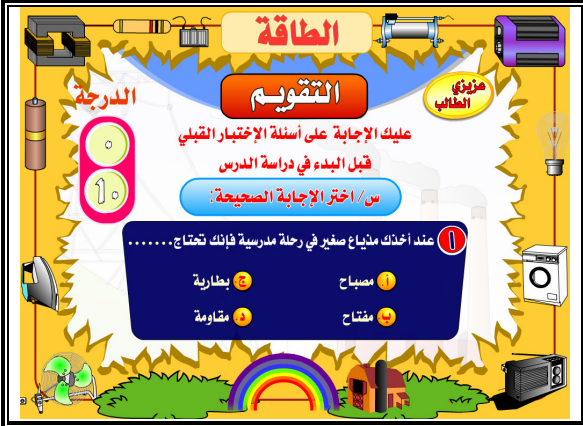 الطاقة
عزيزي
الطالب
التقويم
الدرجة
عليك الإجابة على أسئلة الإختبار القبلي
قبل البدء في دراسة الدرس
٠
١٠
س/ اختر الإجابة الصحيحة:
١ عند أخذك مذياع صغير في رحلة مدرسية فإنك تحتاج.......
أ مصباح
ج بطارية
ب مفتاح
د مقاومة